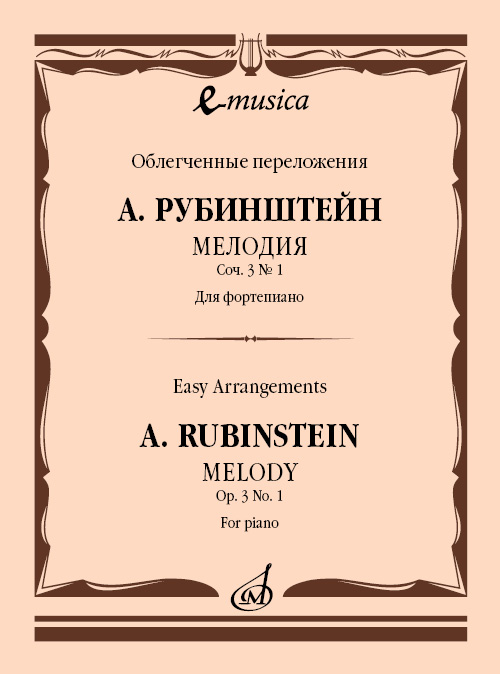 e-musica
Облегченные переложения
А. РУБИНШТЕЙН
МЕЛОДИЯ
Соч. 3 № 1
Для фортепиано
Easy Arrangements
A. RUBINSTEIN
MELODY
Op. 3 No. 1
For piano
М